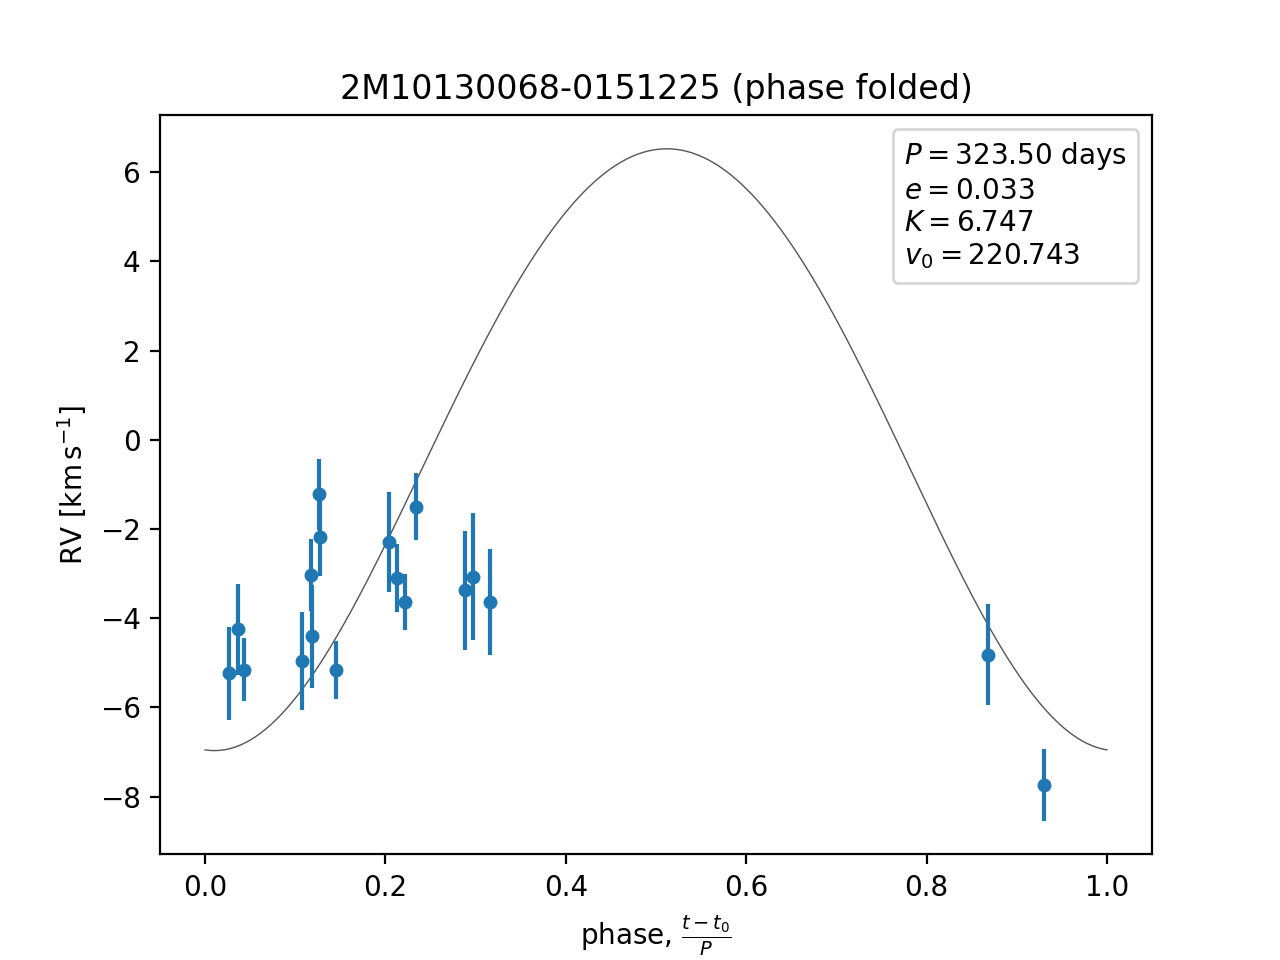 2M10130068-0151225 (phase folded)
P = 323.50 days
e = 0.033
K = 6.747
v₀ = 220.743
6
4
2
0
−2
−4
−6
−8
RV [km s⁻¹]
0.0 0.2 0.4 0.6 0.8 1.0
phase, (t − t₀)/P